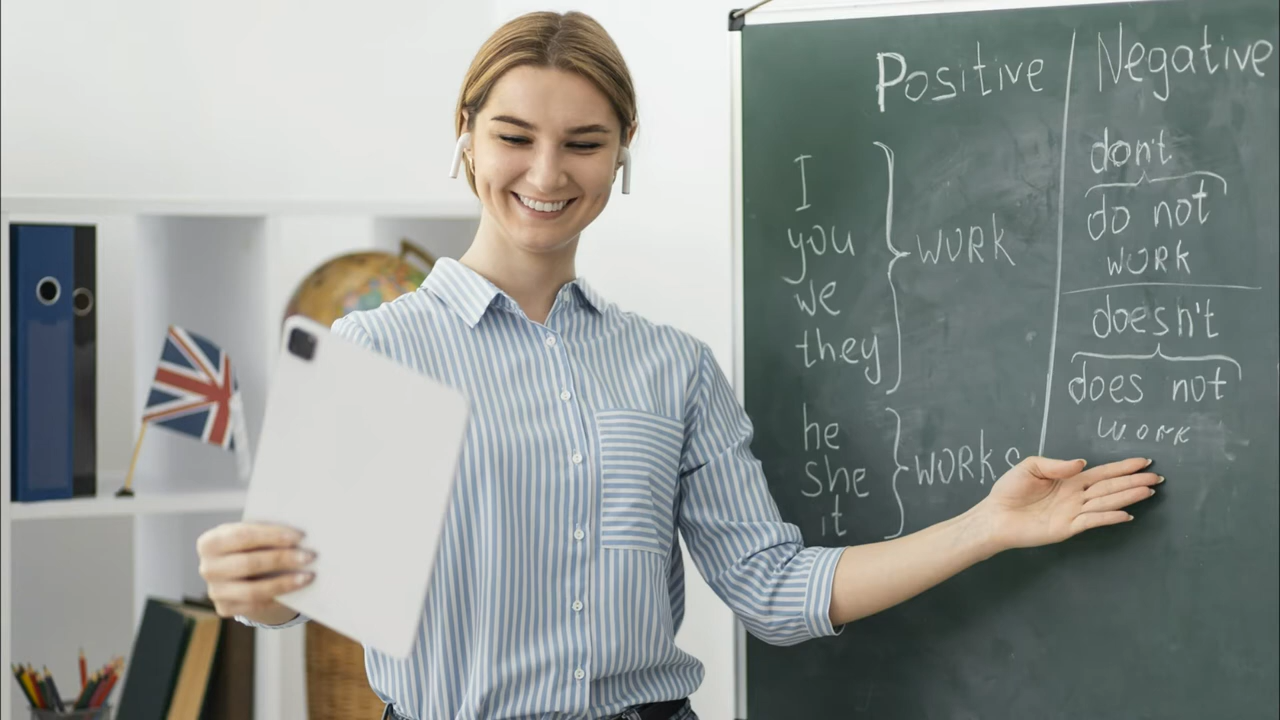 Positive
Negative
I
you
we
they
work
he
she
it
works
don't
do not
work
doesn't
does not
work